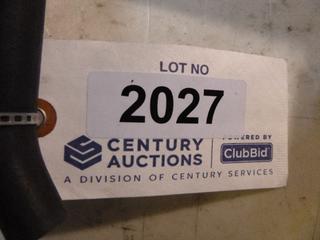 LOT NO
2027
CENTURY
AUCTIONS
POWERED BY
ClubBid
A DIVISION OF CENTURY SERVICES